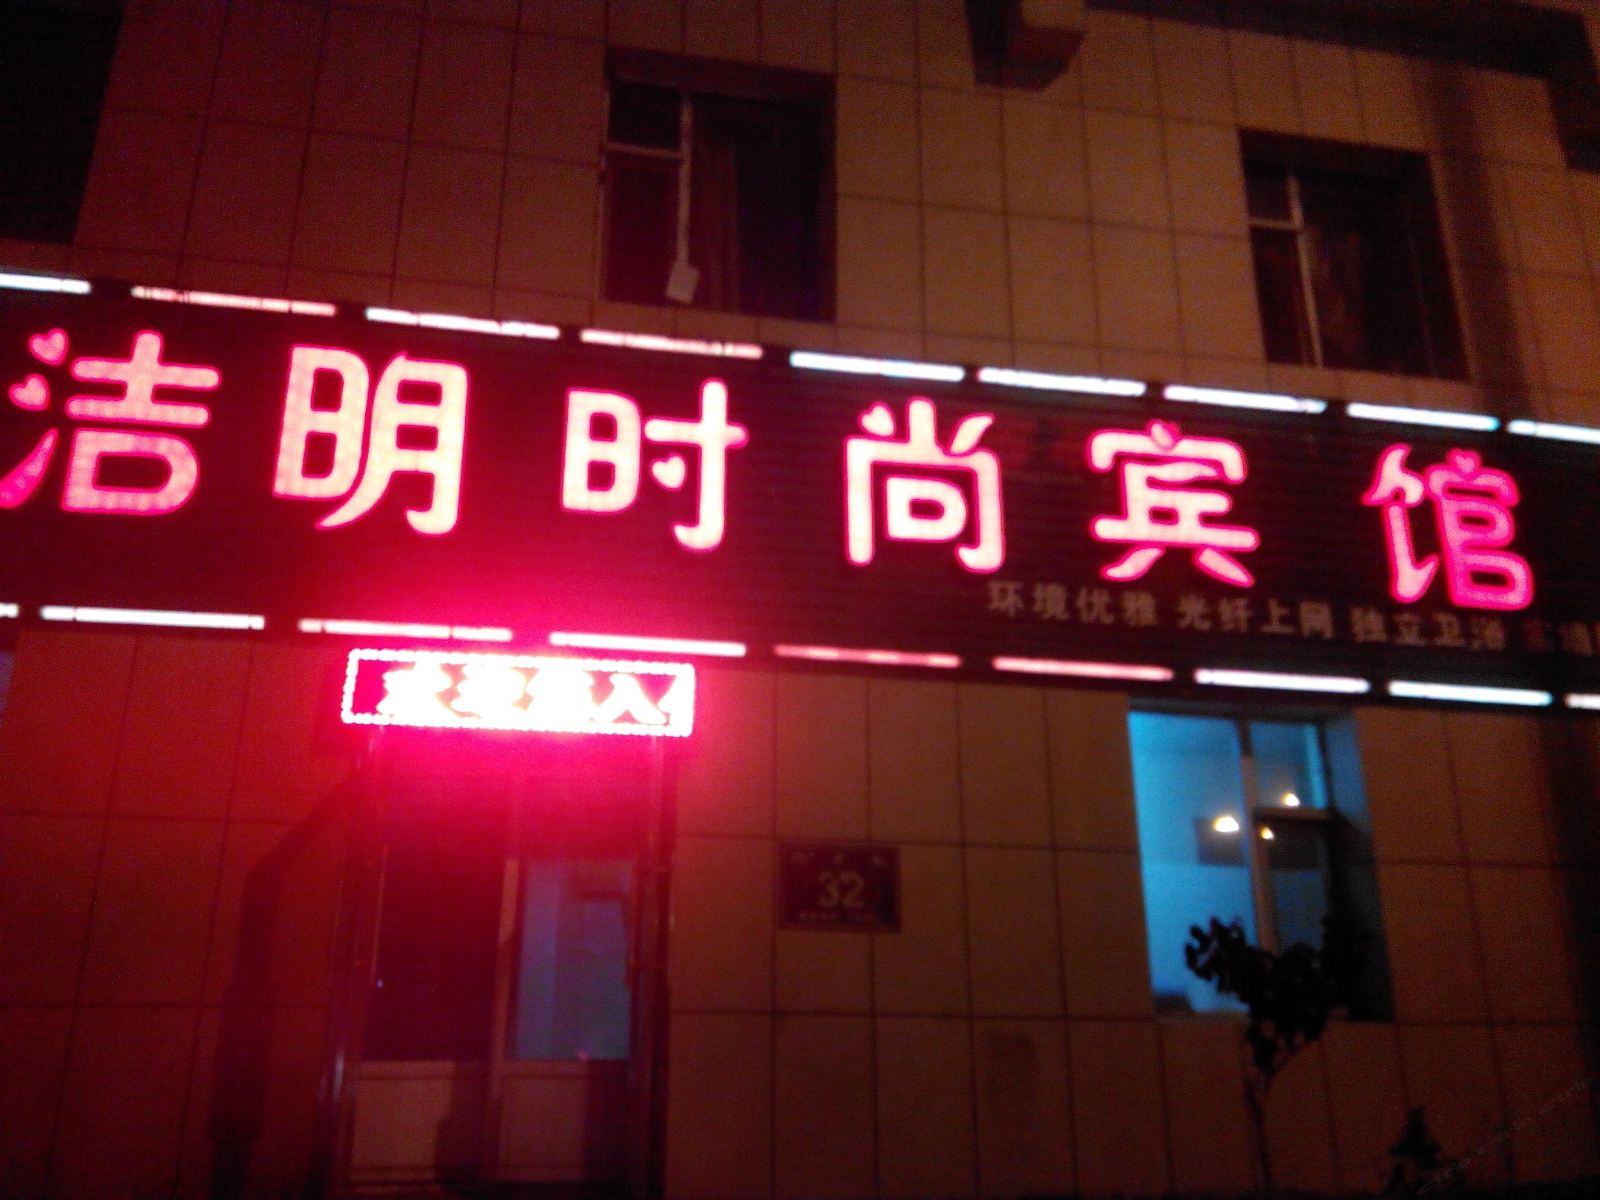 洁明时尚宾馆
环境优雅 光纤上网 独立卫浴
32